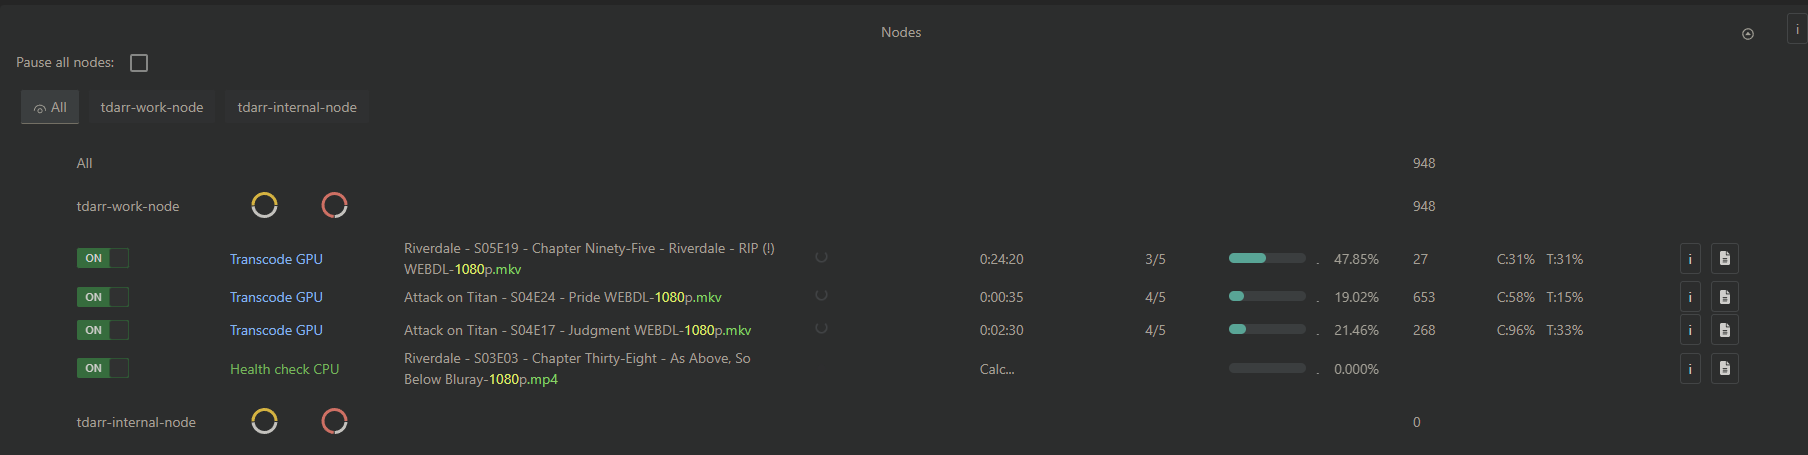 Nodes
i
Pause all nodes:
All tdarr-work-node tdarr-internal-node
All 948
tdarr-work-node 948
ON Transcode GPU Riverdale - S05E19 - Chapter Ninety-Five - Riverdale - RIP (!)
WEBDL-1080p.mkv 0:24:20 3/5 . 47.85% 27 C:31% T:31% i
ON Transcode GPU Attack on Titan - S04E24 - Pride WEBDL-1080p.mkv 0:00:35 4/5 . 19.02% 653 C:58% T:15% i
ON Transcode GPU Attack on Titan - S04E17 - Judgment WEBDL-1080p.mkv 0:02:30 4/5 . 21.46% 268 C:96% T:33% i
ON Health check CPU Riverdale - S03E03 - Chapter Thirty-Eight - As Above, So
Below Bluray-1080p.mp4 Calc... . 0.000% i
tdarr-internal-node 0